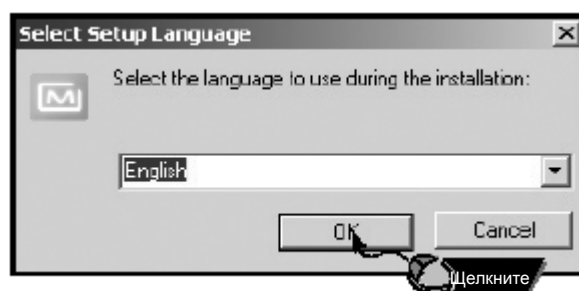 Select Setup Language
Select the language to use during the installation:
English
OK Cancel
Щелкните